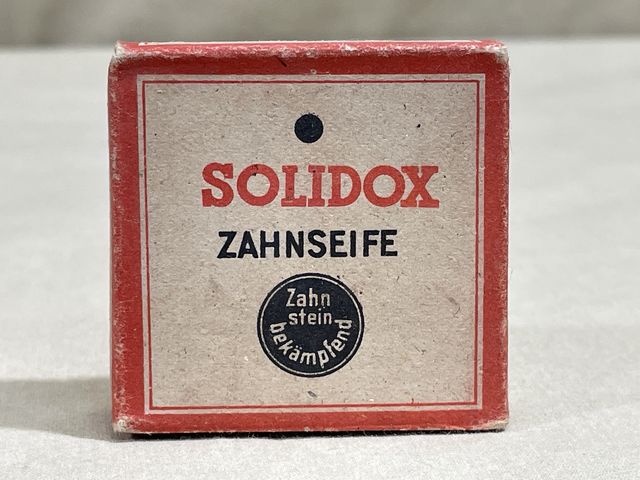 SOLIDOX
ZAHNSEIFE
Zahn
stein
bekämpfend